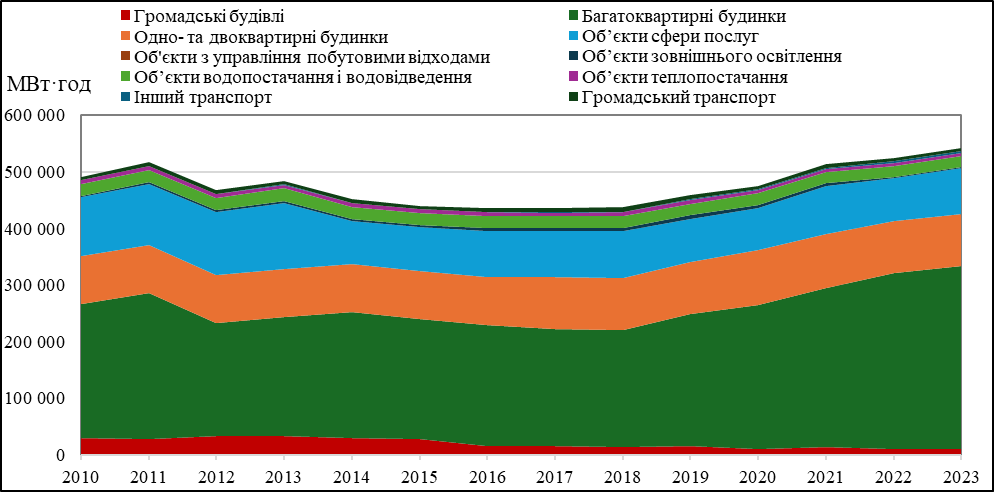 Громадські будівлі
Багатоквартирні будинки
Одно- та двоквартирні будинки
Об’єкти сфери послуг
Об'єкти з управління побутовими відходами
Об’єкти зовнішнього освітлення
Об’єкти водопостачання і водовідведення
Об’єкти теплопостачання
Інший транспорт
Громадський транспорт
МВт·год
600 000
500 000
400 000
300 000
200 000
100 000
0
2010 2011 2012 2013 2014 2015 2016 2017 2018 2019 2020 2021 2022 2023